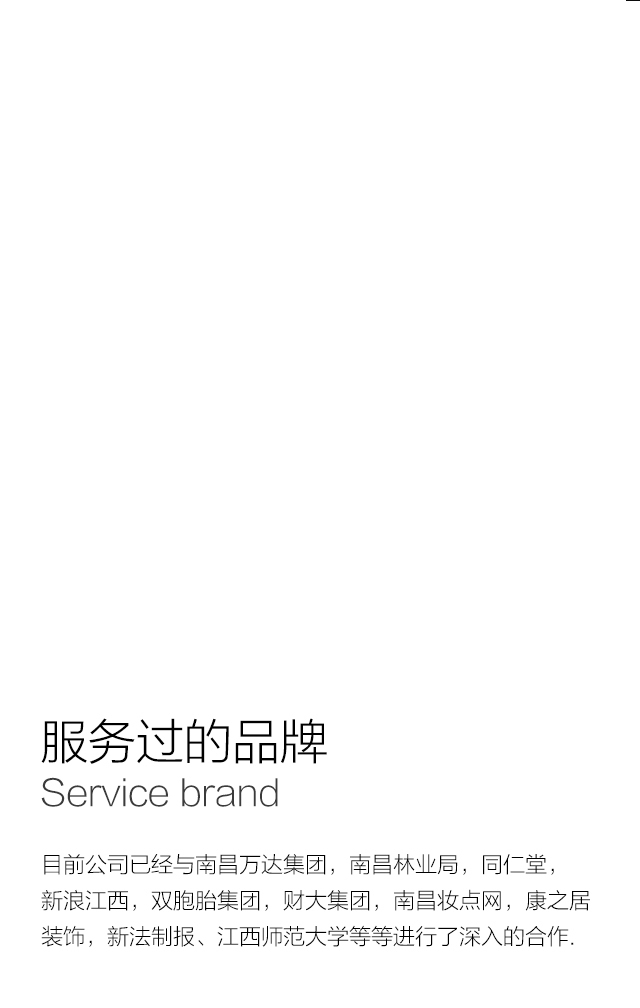 服务过的品牌
Service brand
目前公司已经与南昌万达集团，南昌林业局，同仁堂，
新浪江西，双胞胎集团，财大集团，南昌妆点网，康之居
装饰，新法制报、江西师范大学等等进行了深入的合作.